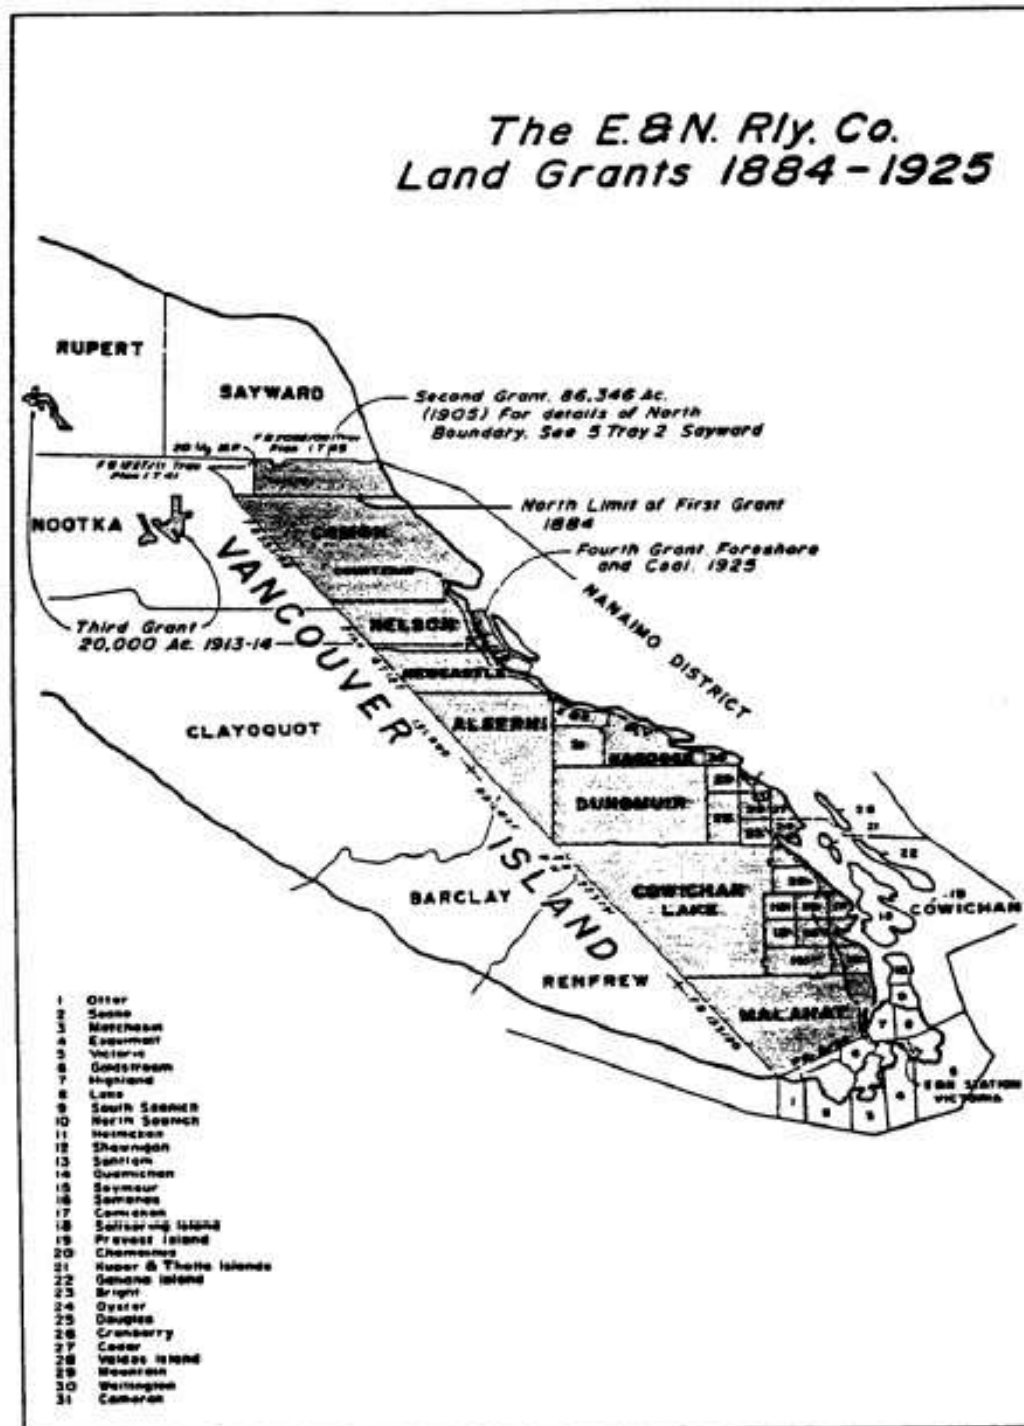 The E.&N. Rly. Co.
Land Grants 1884-1925
RUPERT
SAYWARD
Second Grant. 86,346 Ac.
(1905) For details of North
Boundary. See 5 Tray 2 Sayward
NOOTKA
North Limit of First Grant
1884
Fourth Grant. Foreshore
and Coal. 1925
COMOX
NELSON
NEWCASTLE
Third Grant
20,000 Ac. 1913-14
VANCOUVER
ISLAND
NANAIMO DISTRICT
CLAYOQUOT
ALBERNI
NANOOSE
DUNSMUIR
BARCLAY
COWICHAN
LAKE
COWICHAN
RENFREW
MALAHAT
E&N STATION
VICTORIA
1 Otter
2 Sooke
3 Metchosin
4 Esquimalt
5 Victoria
6 Goldstream
7 Highland
8 Lake
9 South Saanich
10 North Saanich
11 Helmcken
12 Shawnigan
13 Sahtlam
14 Quamichan
15 Seymour
16 Somenos
17 Comiaken
18 Saltspring Island
19 Prevost Island
20 Chemainus
21 Kuper & Thetis Islands
22 Galiano Island
23 Bright
24 Oyster
25 Douglas
26 Cranberry
27 Cedar
28 Valdes Island
29 Mountain
30 Wellington
31 Cameron